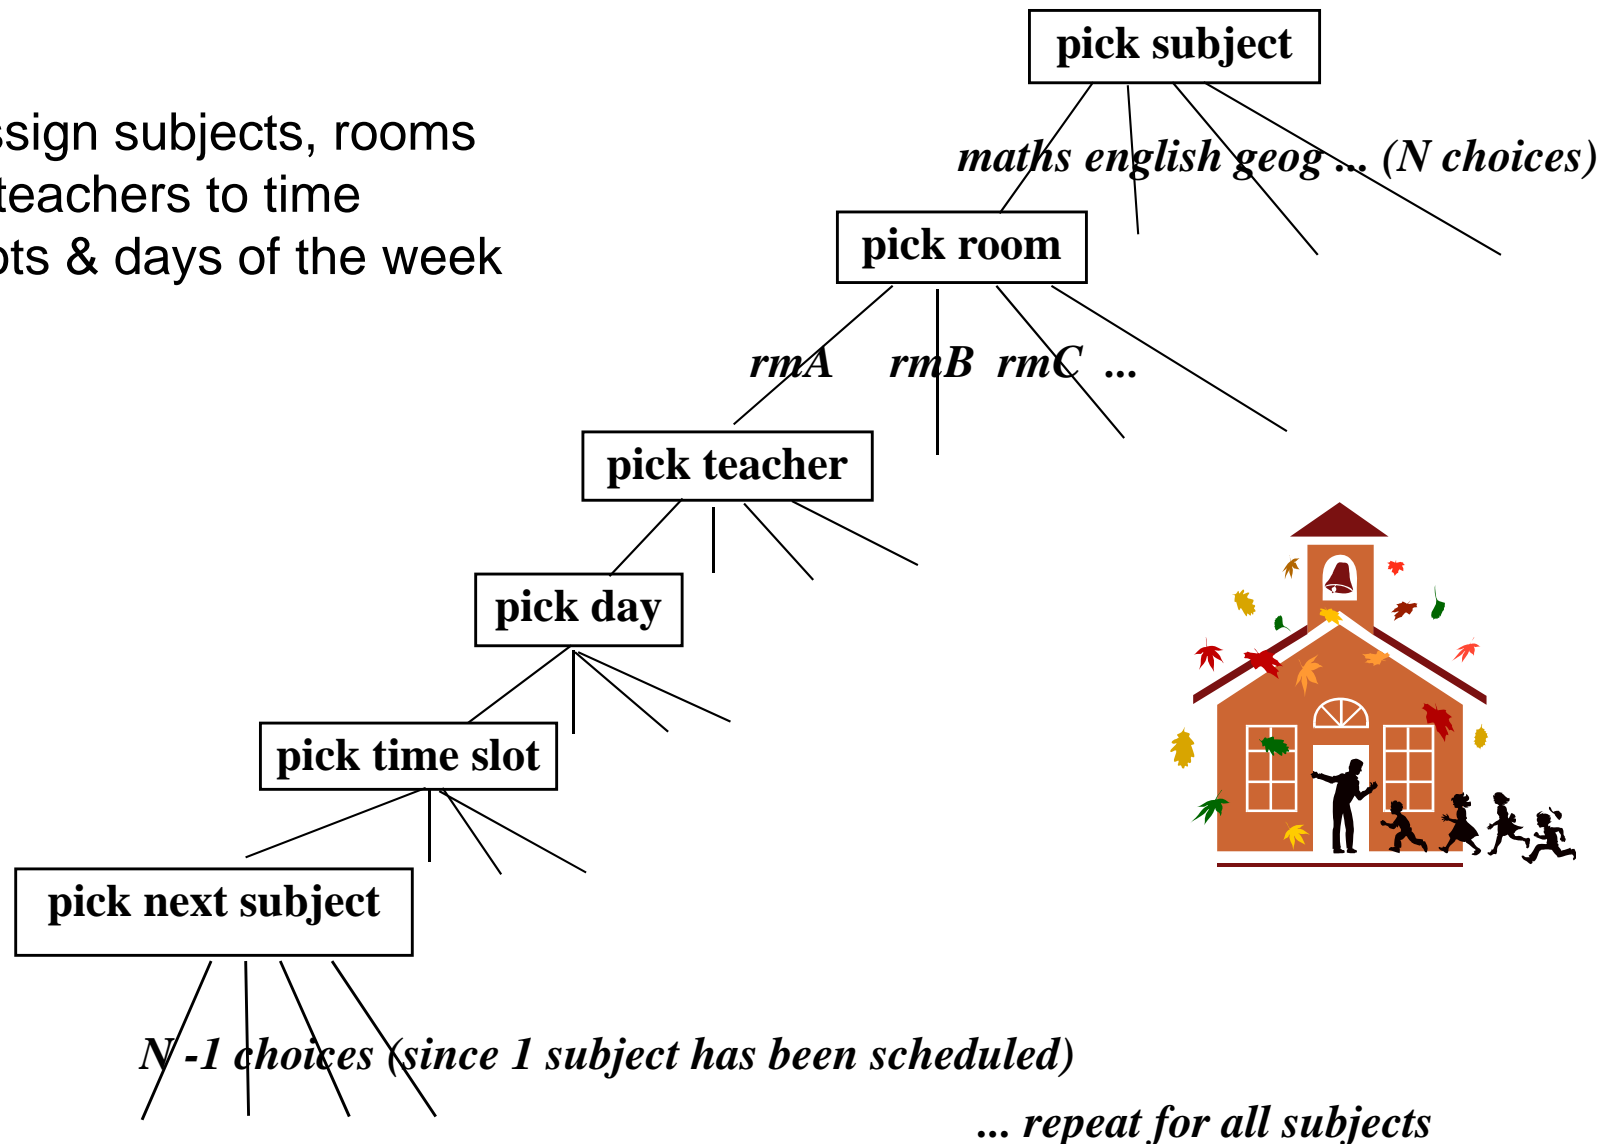 pick subject
ssign subjects, rooms
teachers to time
ots & days of the week
maths english geog ... (N choices)
pick room
rmA rmB rmC ...
pick teacher
pick day
pick time slot
pick next subject
N -1 choices (since 1 subject has been scheduled)
... repeat for all subjects